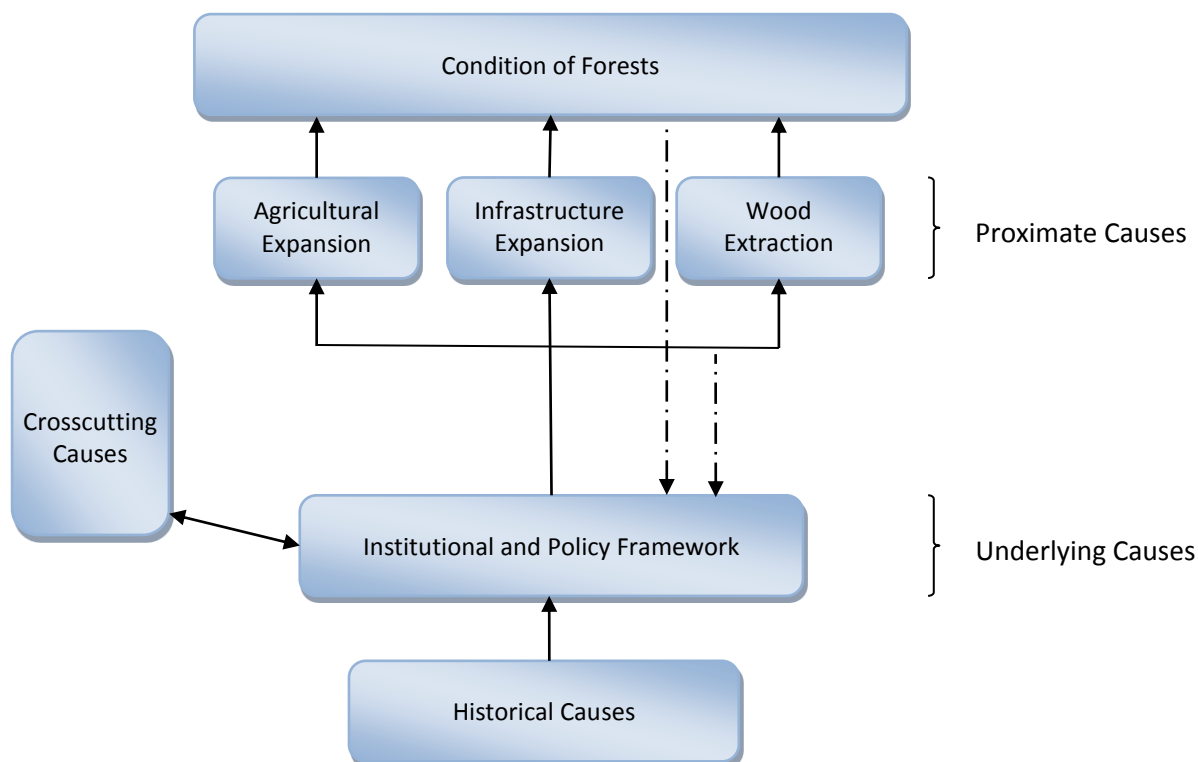 Condition of Forests
Agricultural
Expansion
Infrastructure
Expansion
Wood
Extraction
Proximate Causes
Crosscutting
Causes
Institutional and Policy Framework
Underlying Causes
Historical Causes